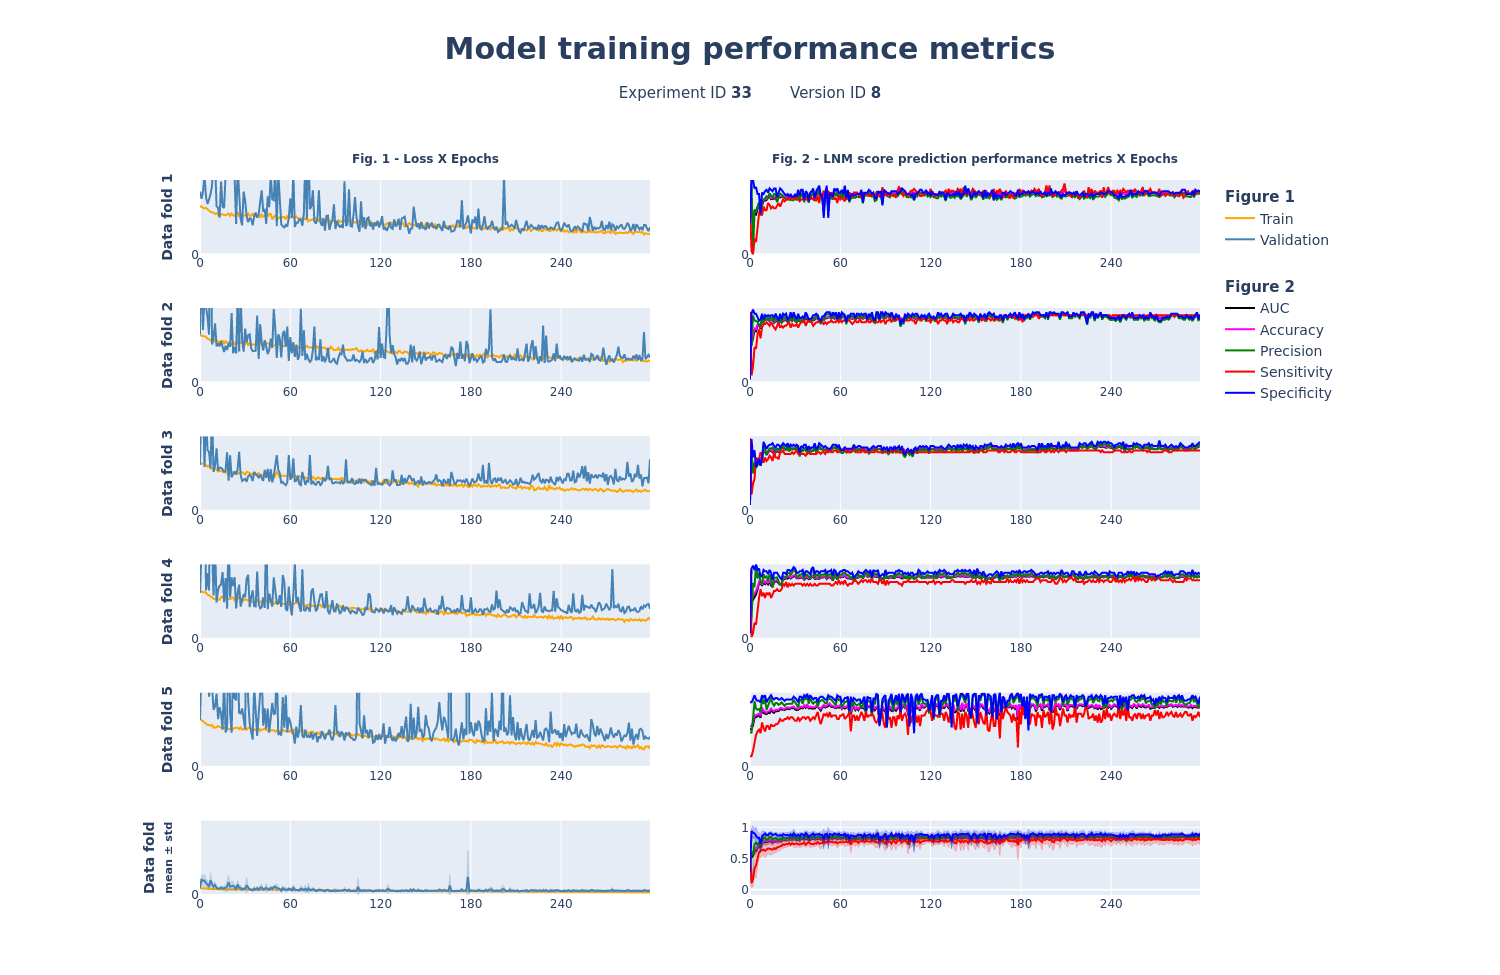 Model training performance metrics
Experiment ID 33 Version ID 8
Fig. 1 - Loss X Epochs
Fig. 2 - LNM score prediction performance metrics X Epochs
Data fold 1
0
0 60 120 180 240
0
0 60 120 180 240
Figure 1
Train
Validation
Figure 2
AUC
Accuracy
Precision
Sensitivity
Specificity
Data fold 2
0
0 60 120 180 240
0
0 60 120 180 240
Data fold 3
0
0 60 120 180 240
0
0 60 120 180 240
Data fold 4
0
0 60 120 180 240
0
0 60 120 180 240
Data fold 5
0
0 60 120 180 240
0
0 60 120 180 240
Data fold
mean ± std
0
0 60 120 180 240
1
0.5
0
0 60 120 180 240